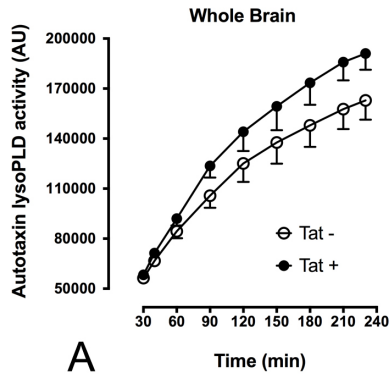 Whole Brain
Autotaxin lysoPLD activity (AU)
200000
170000
140000
110000
80000
50000
Tat -
Tat +
30 60 90 120 150 180 210 240
Time (min)
A